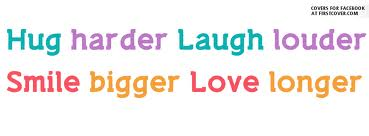 COVERS FOR FACEBOOK
AT FIRSTCOVER.COM
Hug harder Laugh louder
Smile bigger Love longer